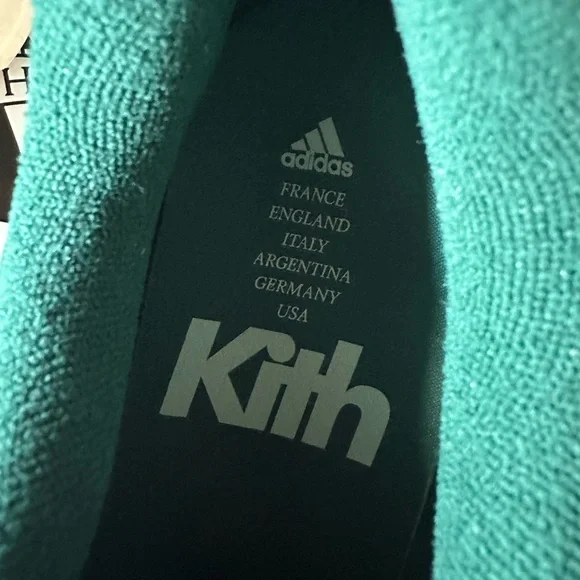 adidas
FRANCE
ENGLAND
ITALY
ARGENTINA
GERMANY
USA
Kith